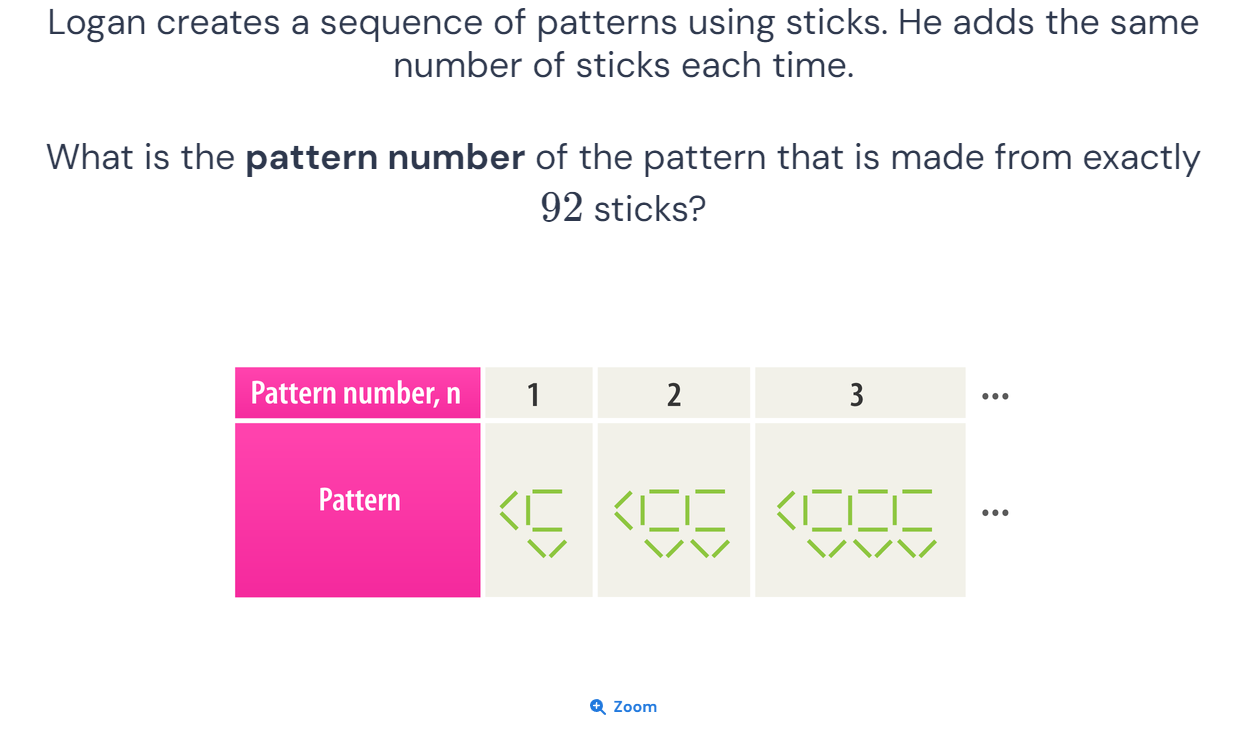 Logan creates a sequence of patterns using sticks. He adds the same
number of sticks each time.
What is the pattern number of the pattern that is made from exactly
92 sticks?
Pattern number, n 1 2 3 ...
Pattern ...
Zoom